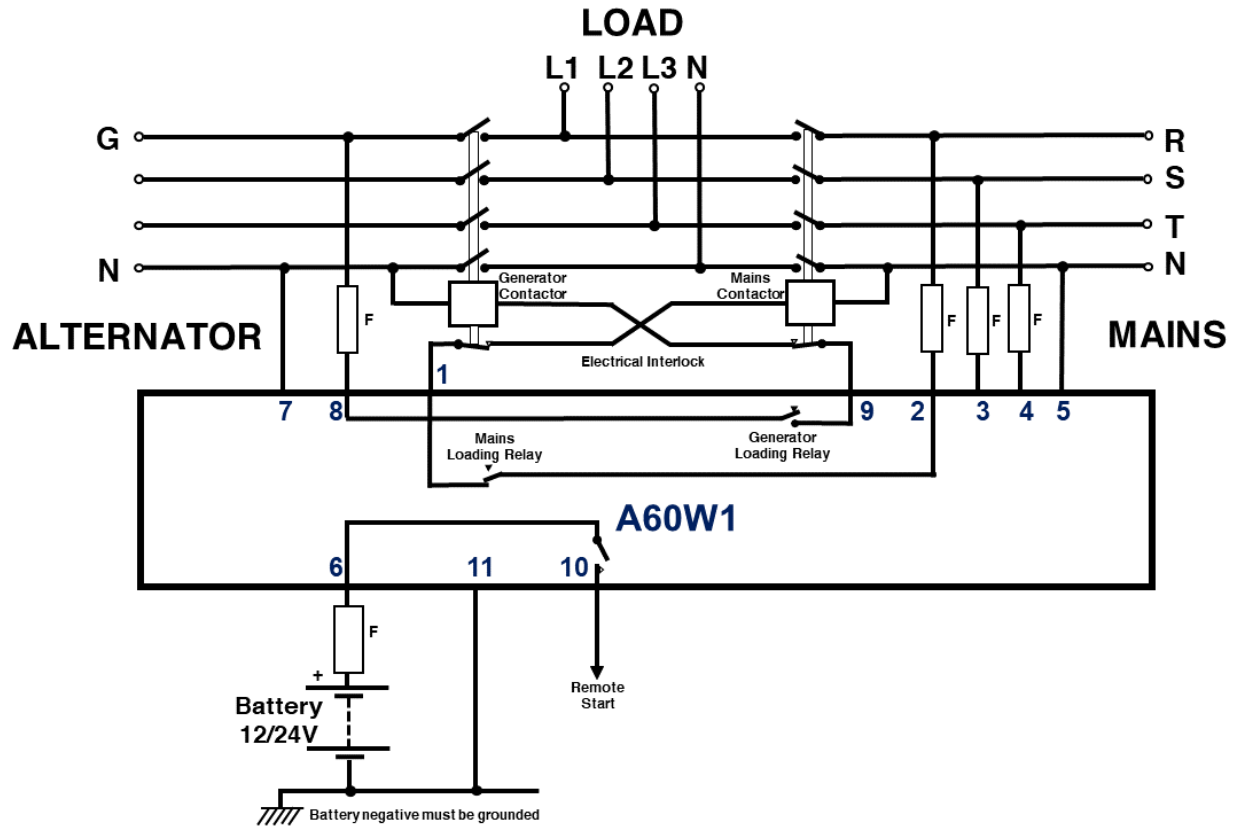 LOAD
L1 L2 L3 N
G
R
S
T
N
N
Generator
Contactor
Mains
Contactor
F
F
F
F
ALTERNATOR
MAINS
Electrical Interlock
1
7 8 9 2 3 4 5
Mains
Loading Relay
Generator
Loading Relay
A60W1
6 11 10
F
+
Battery
12/24V
Remote
Start
Battery negative must be grounded